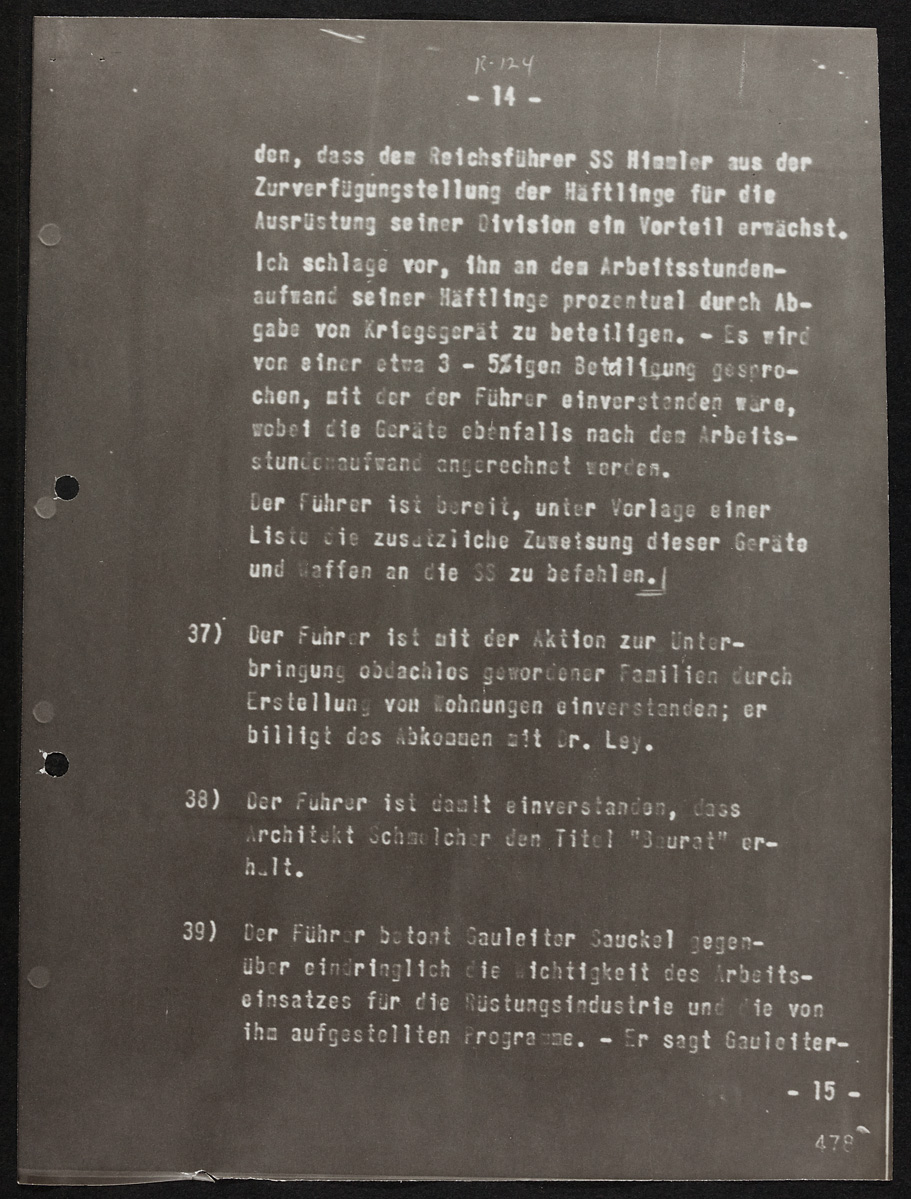 R-124
- 14 -
den, dass dem Reichsführer SS Himmler aus der
Zurverfügungstellung der Häftlinge für die
Ausrüstung seiner Division ein Vorteil erwächst.
Ich schlage vor, ihn an dem Arbeitsstunden-
aufwand seiner Häftlinge prozentual durch Ab-
gabe von Kriegsgerät zu beteiligen. - Es wird
von einer etwa 3 - 5%igen Beteiligung gespro-
chen, mit der der Führer einverstanden wäre,
wobei die Geräte ebenfalls nach dem Arbeits-
stundenaufwand angerechnet werden.
Der Führer ist bereit, unter Vorlage einer
Liste die zusätzliche Zuweisung dieser Geräte
und Waffen an die SS zu befehlen.
37) Der Führer ist mit der Aktion zur Unter-
bringung obdachlos gewordener Familien durch
Erstellung von Wohnungen einverstanden; er
billigt das Abkommen mit Dr. Ley.
38) Der Führer ist damit einverstanden, dass
Architekt Schmelcher den Titel "Baurat" er-
hält.
39) Der Führer betont Gauleiter Sauckel gegen-
über eindringlich die Wichtigkeit des Arbeits-
einsatzes für die Rüstungsindustrie und die von
ihm aufgestellten Programme. - Er sagt Gauleiter-
- 15 -
478